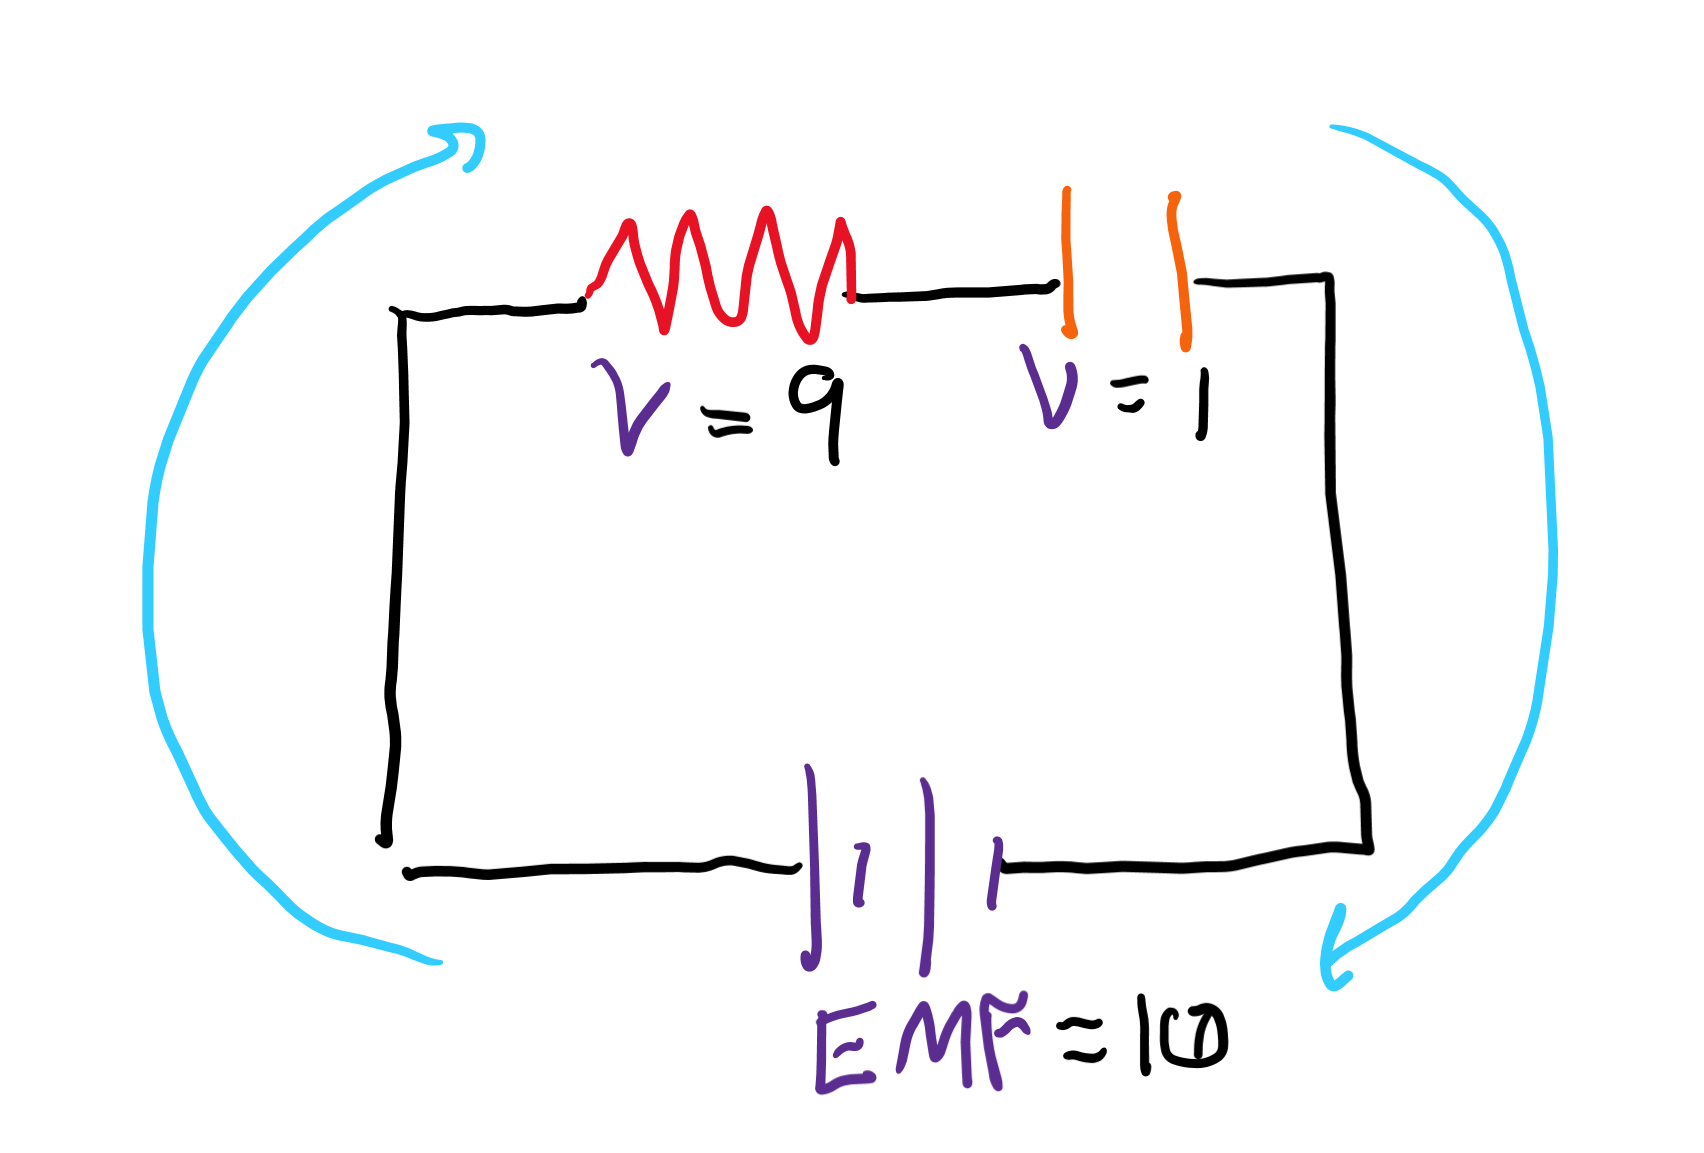 V = 9 V = 1
EMF = 10